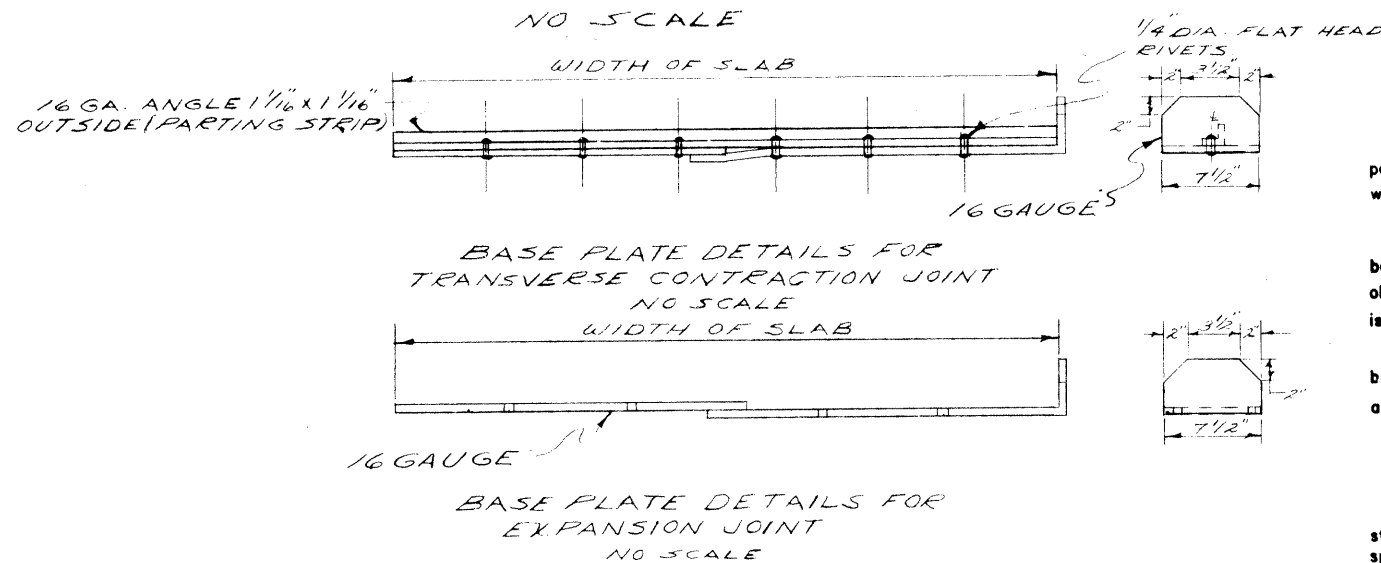 NO SCALE
1/4" DIA. FLAT HEAD
RIVETS
WIDTH OF SLAB
2" 3 1/2" 2"
16 GA. ANGLE 1 1/16" X 1 1/16"
OUTSIDE (PARTING STRIP)
2"
7 1/2"
16 GAUGE
BASE PLATE DETAILS FOR
TRANSVERSE CONTRACTION JOINT
NO SCALE
WIDTH OF SLAB
2" 3 1/2" 2"
2"
7 1/2"
16 GAUGE
BASE PLATE DETAILS FOR
EXPANSION JOINT
NO SCALE